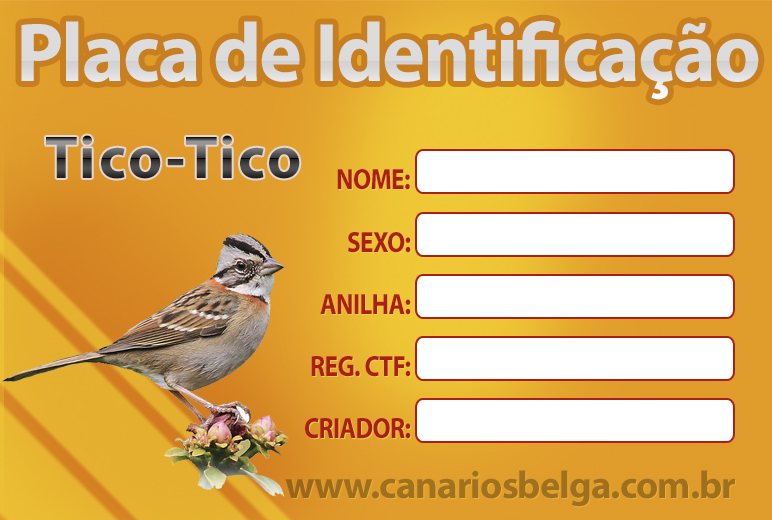 Placa de Identificação
Tico-Tico
NOME:
SEXO:
ANILHA:
REG. CTF:
CRIADOR:
www.canariosbelga.com.br